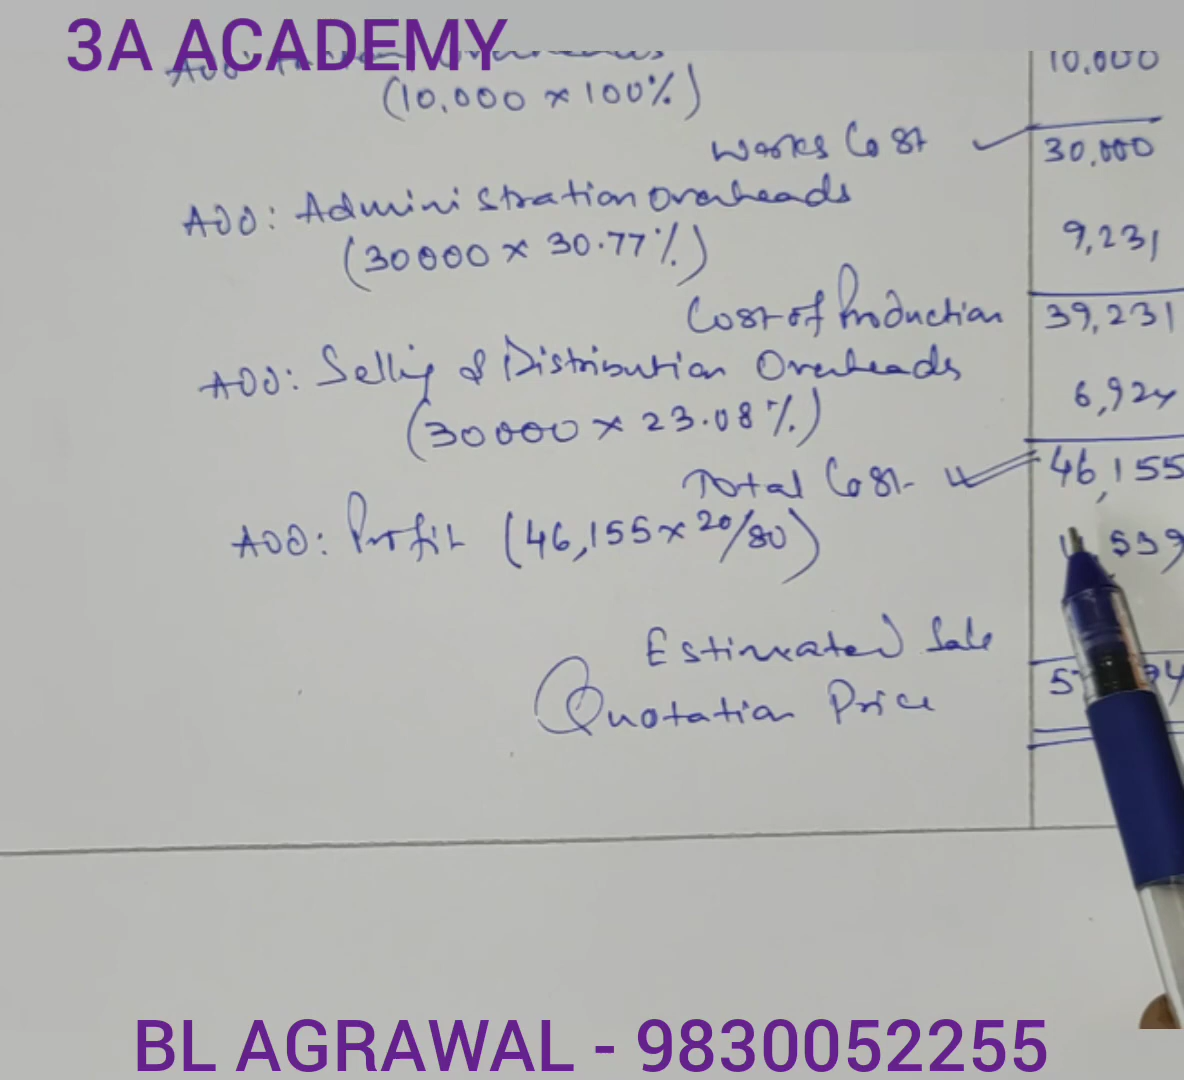 3A ACADEMY
Add: Overheads 10,000
(10,000 × 100%)
Works Cost 30,000
Add: Administration Overheads
(30000 × 30.77%) 9,231
Cost of Production 39,231
Add: Selling & Distribution Overheads
(30000 × 23.08%) 6,924
Total Cost 46,155
Add: Profit (46,155 × 20/80)
Estimated Sale
Quotation Price
BL AGRAWAL - 9830052255